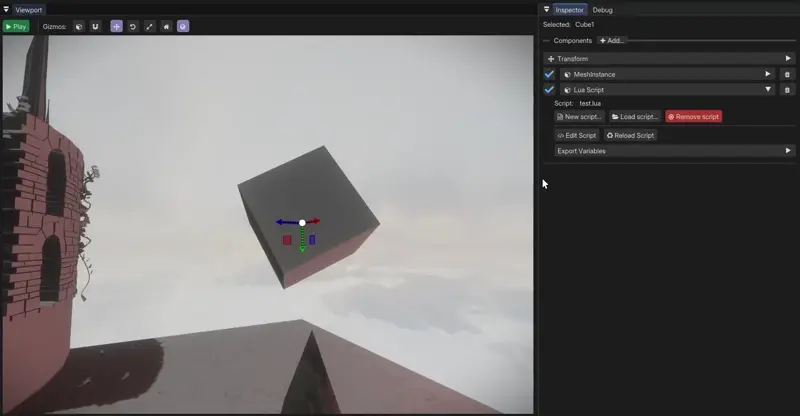 Viewport
Play
Gizmos:
Inspector
Debug
Selected: Cube1
Components
Add...
Transform
MeshInstance
Lua Script
Script: test.lua
New script...
Load script...
Remove script
</> Edit Script
Reload Script
Export Variables